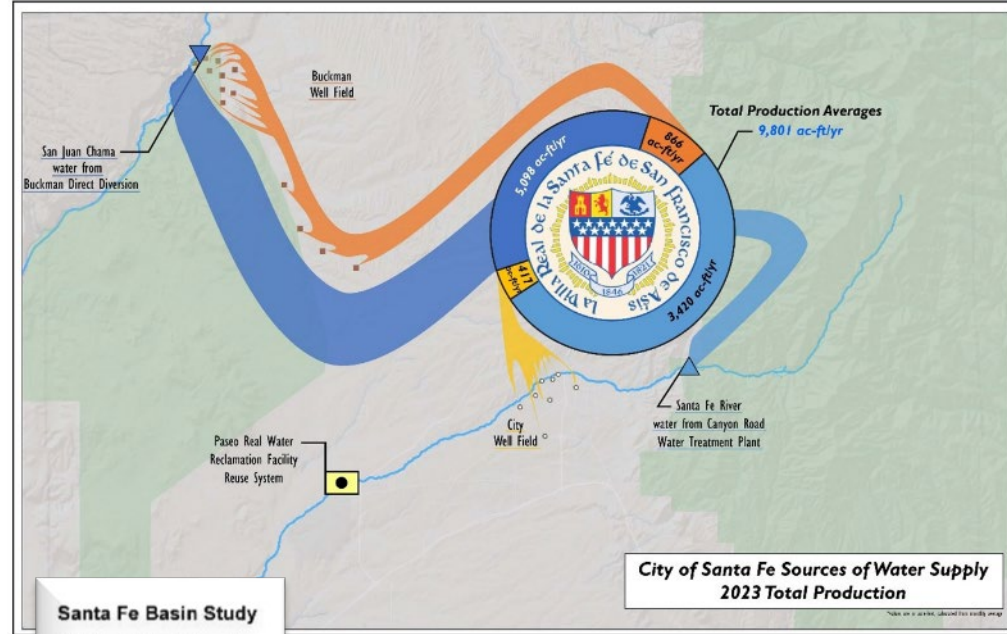 Buckman
Well Field
San Juan Chama
water from
Buckman Direct Diversion
Total Production Averages
9,801 ac-ft/yr
866
ac-ft/yr
5,098 ac-ft/yr
417
ac-ft/yr
3,420 ac-ft/yr
La Villa Real de la Santa Fé de San Francisco de Asis
1610
1846
1821
City
Well Field
Santa Fe River
water from Canyon Road
Water Treatment Plant
Paseo Real Water
Reclamation Facility
Reuse System
City of Santa Fe Sources of Water Supply
2023 Total Production
Santa Fe Basin Study